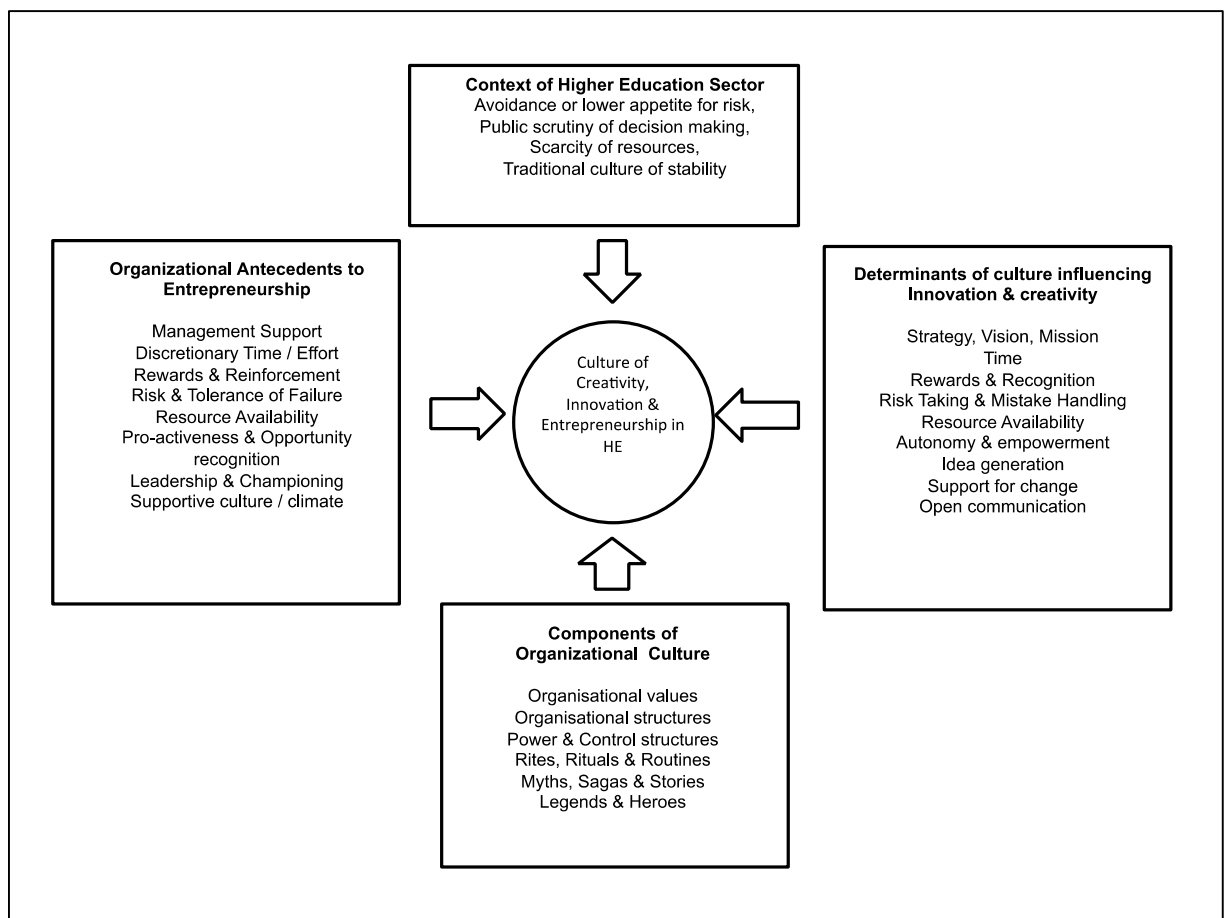 Context of Higher Education Sector
Avoidance or lower appetite for risk,
Public scrutiny of decision making,
Scarcity of resources,
Traditional culture of stability
Organizational Antecedents to
Entrepreneurship
Management Support
Discretionary Time / Effort
Rewards & Reinforcement
Risk & Tolerance of Failure
Resource Availability
Pro-activeness & Opportunity
recognition
Leadership & Championing
Supportive culture / climate
Culture of
Creativity,
Innovation &
Entrepreneurship in
HE
Determinants of culture influencing
Innovation & creativity
Strategy, Vision, Mission
Time
Rewards & Recognition
Risk Taking & Mistake Handling
Resource Availability
Autonomy & empowerment
Idea generation
Support for change
Open communication
Components of
Organizational Culture
Organisational values
Organisational structures
Power & Control structures
Rites, Rituals & Routines
Myths, Sagas & Stories
Legends & Heroes